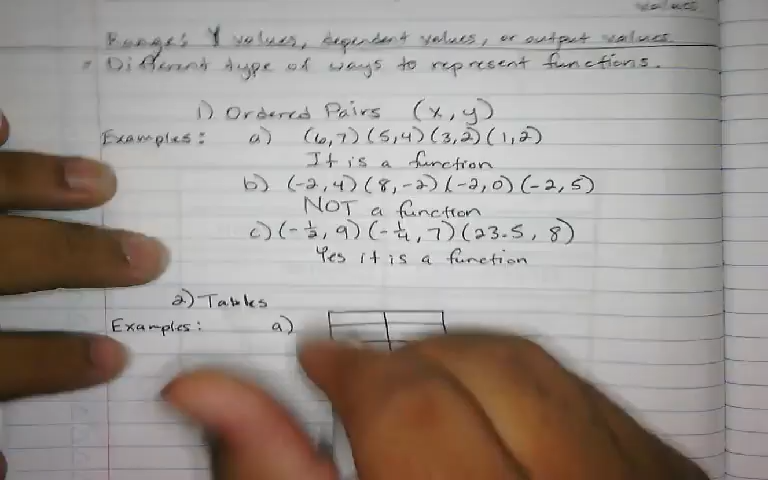 values
Range: Y values, dependent values, or output values
Different type of ways to represent functions.
1) Ordered Pairs (x, y)
Examples: a) (6, 7) (5, 4) (3, 2) (1, 2)
It is a function
b) (-2, 4) (8, -2) (-2, 0) (-2, 5)
NOT a function
c) (-1/2, 9) (-1/4, 7) (23.5, 8)
Yes it is a function
2) Tables
Examples: a)